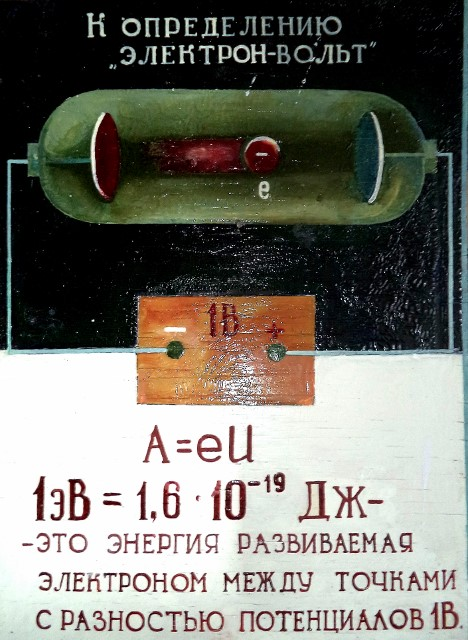 К ОПРЕДЕЛЕНИЮ
„ЭЛЕКТРОН-ВОЛЬТ"
-
e
1В
- +
A=eU
1эВ = 1,6 · 10⁻¹⁹ ДЖ-
-ЭТО ЭНЕРГИЯ РАЗВИВАЕМАЯ
ЭЛЕКТРОНОМ МЕЖДУ ТОЧКАМИ
С РАЗНОСТЬЮ ПОТЕНЦИАЛОВ 1В.